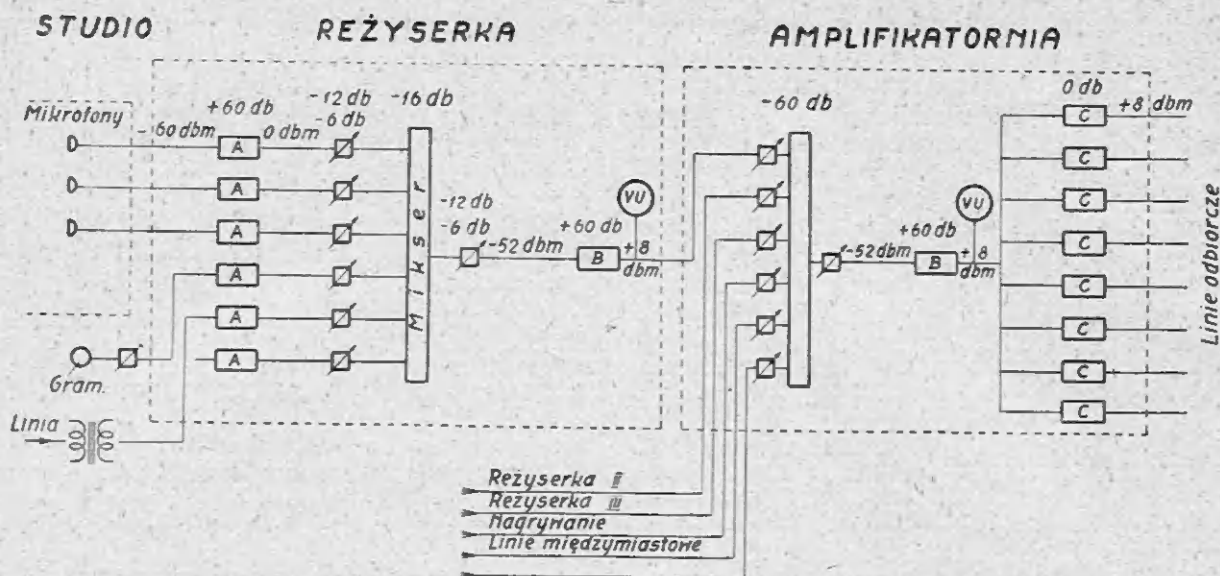 STUDIO
REŻYSERKA
AMPLIFIKATORNIA
Mikrofony
-60 dbm
+60 db
0 dbm
-12 db
-6 db
-16 db
A
A
A
A
A
A
Mikser
-12 db
-6 db
-52 dbm
+60 db
B
VU
+8
dbm
Gram.
Linia
-60 db
-52 dbm
+60 db
B
VU
+8
dbm
0 db
+8 dbm
C
C
C
C
C
C
C
C
Linie odbiorcze
Reżyserka II
Reżyserka III
Nagrywanie
Linie międzymiastowe